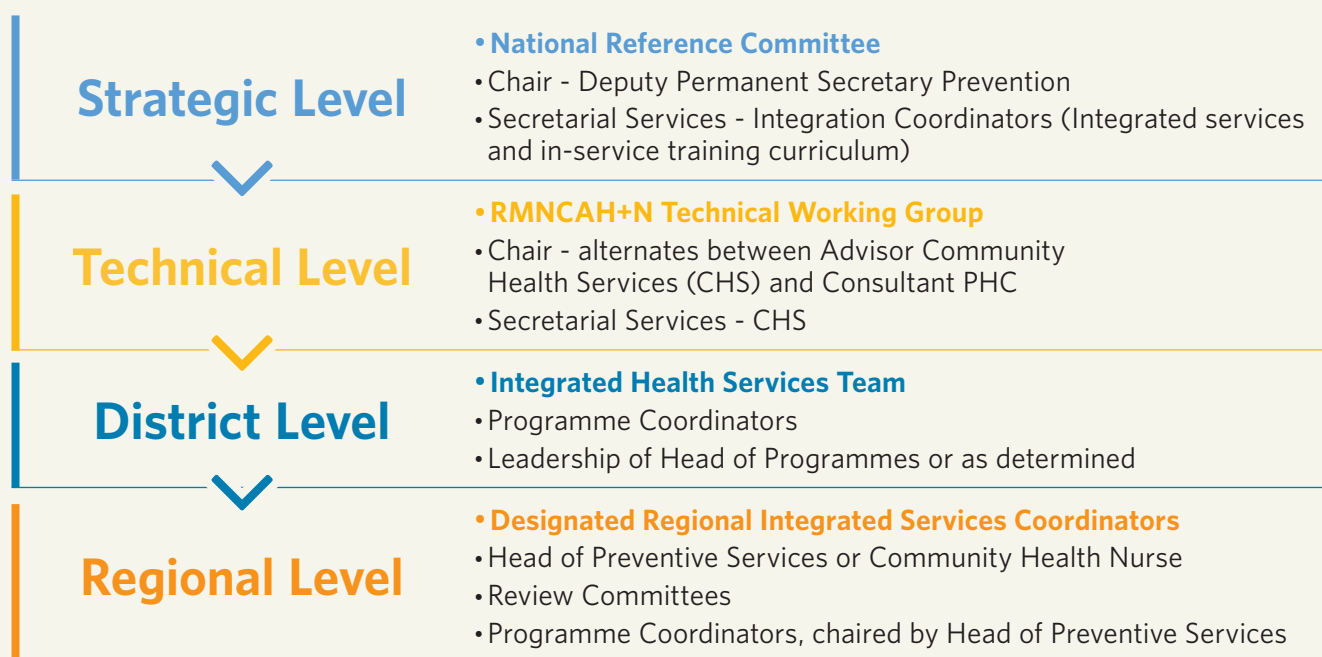 Strategic Level
• National Reference Committee
• Chair - Deputy Permanent Secretary Prevention
• Secretarial Services - Integration Coordinators (Integrated services
and in-service training curriculum)
Technical Level
• RMNCAH+N Technical Working Group
• Chair - alternates between Advisor Community
Health Services (CHS) and Consultant PHC
• Secretarial Services - CHS
District Level
• Integrated Health Services Team
• Programme Coordinators
• Leadership of Head of Programmes or as determined
Regional Level
• Designated Regional Integrated Services Coordinators
• Head of Preventive Services or Community Health Nurse
• Review Committees
• Programme Coordinators, chaired by Head of Preventive Services